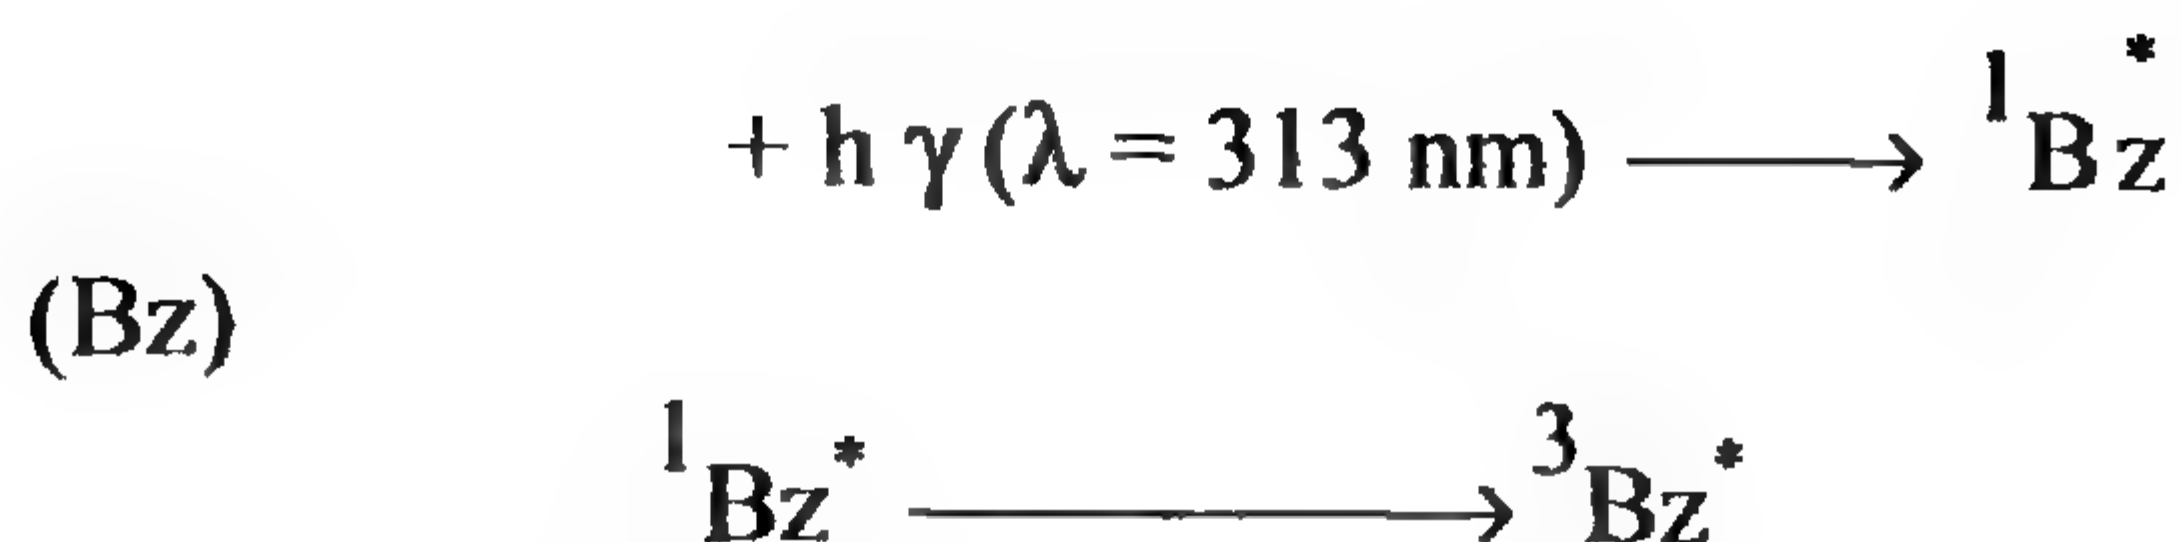 + h γ (λ = 313 nm) ⟶ ¹Bz*
(Bz)
¹Bz* ⟶ ³Bz*